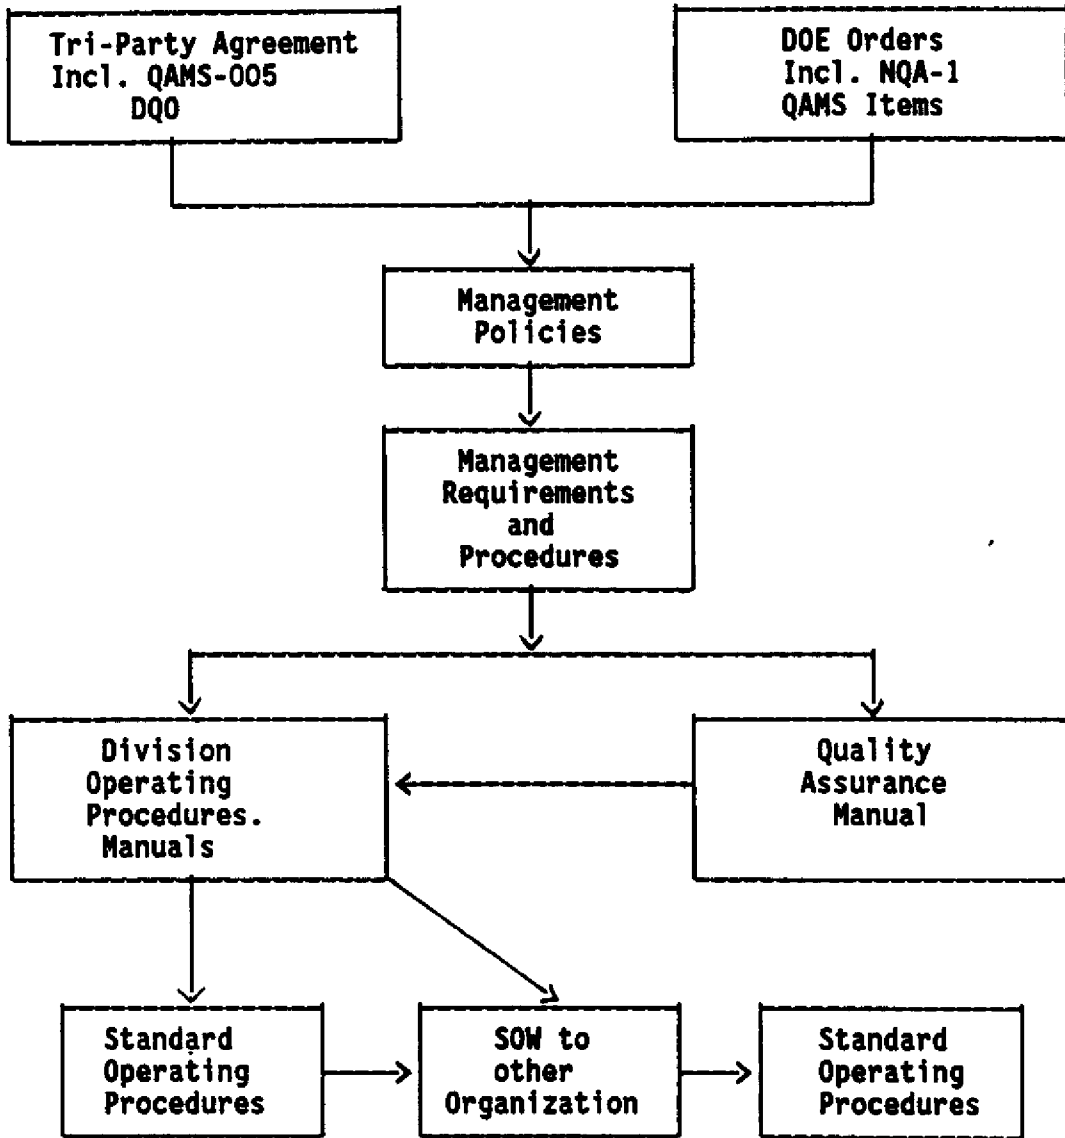 Tri-Party Agreement
Incl. QAMS-005
DQO
DOE Orders
Incl. NQA-1
QAMS Items
Management
Policies
Management
Requirements
and
Procedures
Division
Operating
Procedures.
Manuals
Quality
Assurance
Manual
Standard
Operating
Procedures
SOW to
other
Organization
Standard
Operating
Procedures